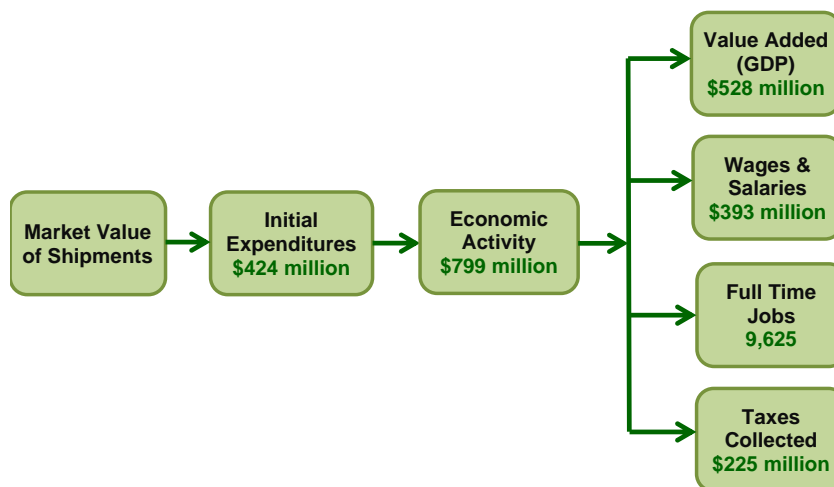 Market Value
of Shipments
Initial
Expenditures
$424 million
Economic
Activity
$799 million
Value Added
(GDP)
$528 million
Wages &
Salaries
$393 million
Full Time
Jobs
9,625
Taxes
Collected
$225 million